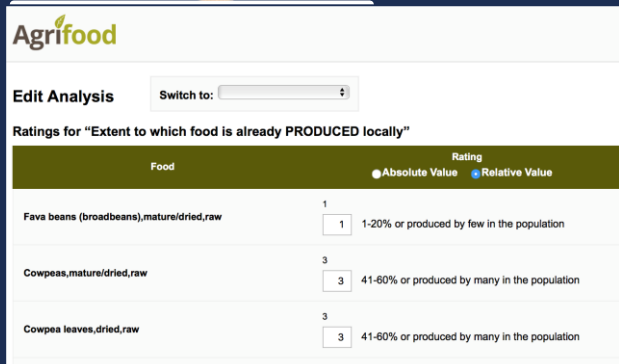 Agrifood
Edit Analysis
Switch to:
Ratings for “Extent to which food is already PRODUCED locally”
Food
Rating
Absolute Value Relative Value
1
Fava beans (broadbeans),mature/dried,raw
1 1-20% or produced by few in the population
3
Cowpeas,mature/dried,raw
3 41-60% or produced by many in the population
3
Cowpea leaves,dried,raw
3 41-60% or produced by many in the population